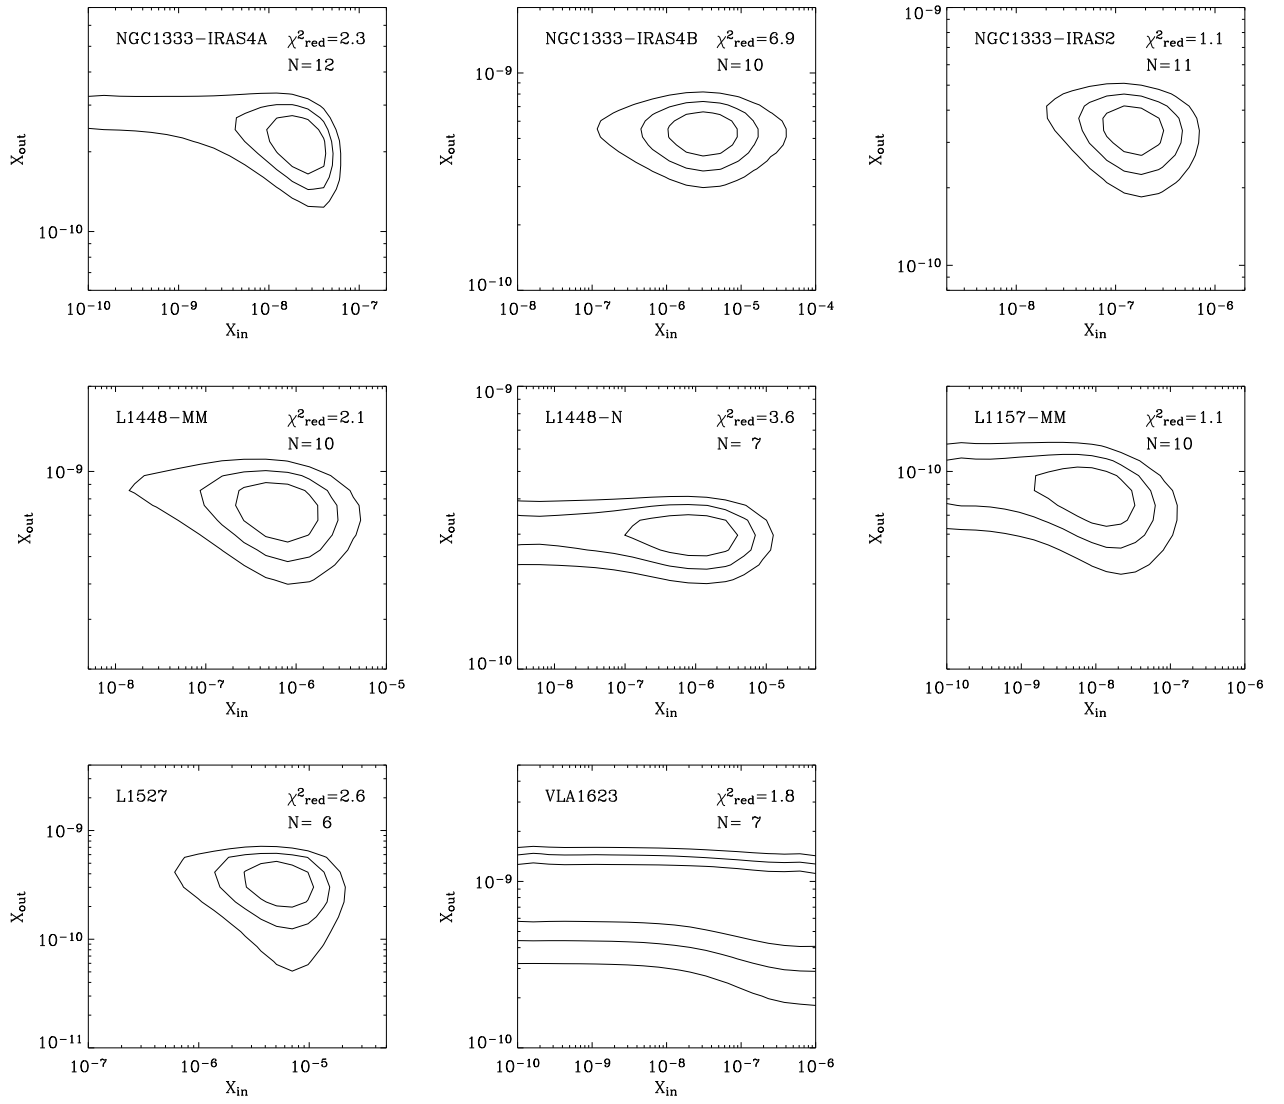 NGC1333−IRAS4A χ²red=2.3
N=12
Xout
10⁻¹⁰
10⁻¹⁰ 10⁻⁹ 10⁻⁸ 10⁻⁷
Xin
NGC1333−IRAS4B χ²red=6.9
N=10
10⁻⁹
Xout
10⁻¹⁰
10⁻⁸ 10⁻⁷ 10⁻⁶ 10⁻⁵ 10⁻⁴
Xin
10⁻⁹
NGC1333−IRAS2 χ²red=1.1
N=11
Xout
10⁻¹⁰
10⁻⁸ 10⁻⁷ 10⁻⁶
Xin
L1448−MM χ²red=2.1
N=10
10⁻⁹
Xout
10⁻⁸ 10⁻⁷ 10⁻⁶ 10⁻⁵
Xin
10⁻⁹
L1448−N χ²red=3.6
N= 7
Xout
10⁻¹⁰
10⁻⁸ 10⁻⁷ 10⁻⁶ 10⁻⁵
Xin
L1157−MM χ²red=1.1
N=10
10⁻¹⁰
Xout
10⁻¹⁰ 10⁻⁹ 10⁻⁸ 10⁻⁷ 10⁻⁶
Xin
L1527 χ²red=2.6
N= 6
10⁻⁹
Xout
10⁻¹⁰
10⁻¹¹
10⁻⁷ 10⁻⁶ 10⁻⁵
Xin
VLA1623 χ²red=1.8
N= 7
10⁻⁹
Xout
10⁻¹⁰
10⁻¹⁰ 10⁻⁹ 10⁻⁸ 10⁻⁷ 10⁻⁶
Xin